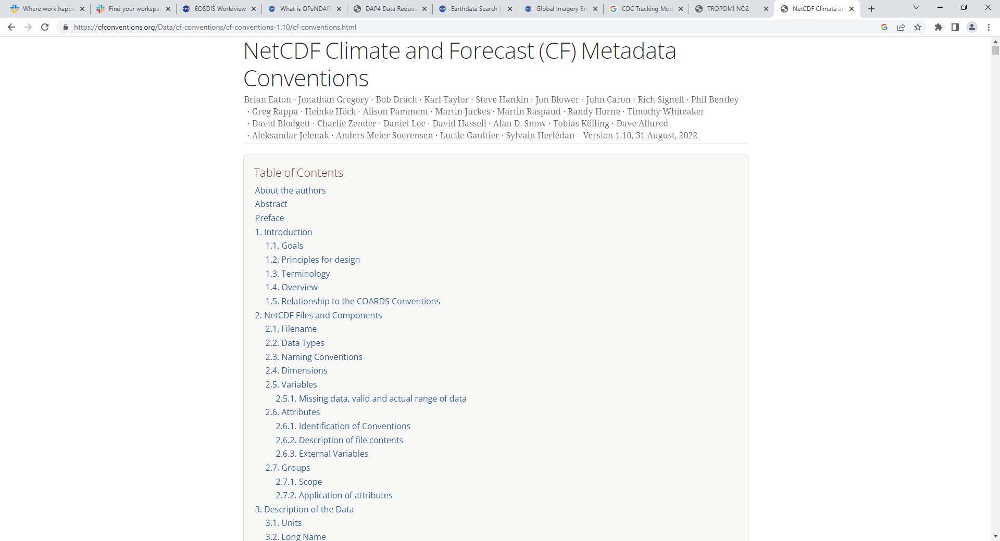 Where work happe
Find your workspac
EOSDIS Worldview
What is OPeNDAP?
DAP4 Data Reques
Earthdata Search |
Global Imagery Bro
CDC Tracking Mod
TROPOMI NO2
NetCDF Climate an
https://cfconventions.org/Data/cf-conventions/cf-conventions-1.10/cf-conventions.html
NetCDF Climate and Forecast (CF) Metadata
Conventions
Brian Eaton · Jonathan Gregory · Bob Drach · Karl Taylor · Steve Hankin · Jon Blower · John Caron · Rich Signell · Phil Bentley
· Greg Rappa · Heinke Höck · Alison Pamment · Martin Juckes · Martin Raspaud · Randy Horne · Timothy Whiteaker
· David Blodgett · Charlie Zender · Daniel Lee · David Hassell · Alan D. Snow · Tobias Kölling · Dave Allured
· Aleksandar Jelenak · Anders Meier Soerensen · Lucile Gaultier · Sylvain Herlédan – Version 1.10, 31 August, 2022
Table of Contents
About the authors
Abstract
Preface
1. Introduction
1.1. Goals
1.2. Principles for design
1.3. Terminology
1.4. Overview
1.5. Relationship to the COARDS Conventions
2. NetCDF Files and Components
2.1. Filename
2.2. Data Types
2.3. Naming Conventions
2.4. Dimensions
2.5. Variables
2.5.1. Missing data, valid and actual range of data
2.6. Attributes
2.6.1. Identification of Conventions
2.6.2. Description of file contents
2.6.3. External Variables
2.7. Groups
2.7.1. Scope
2.7.2. Application of attributes
3. Description of the Data
3.1. Units
3.2. Long Name